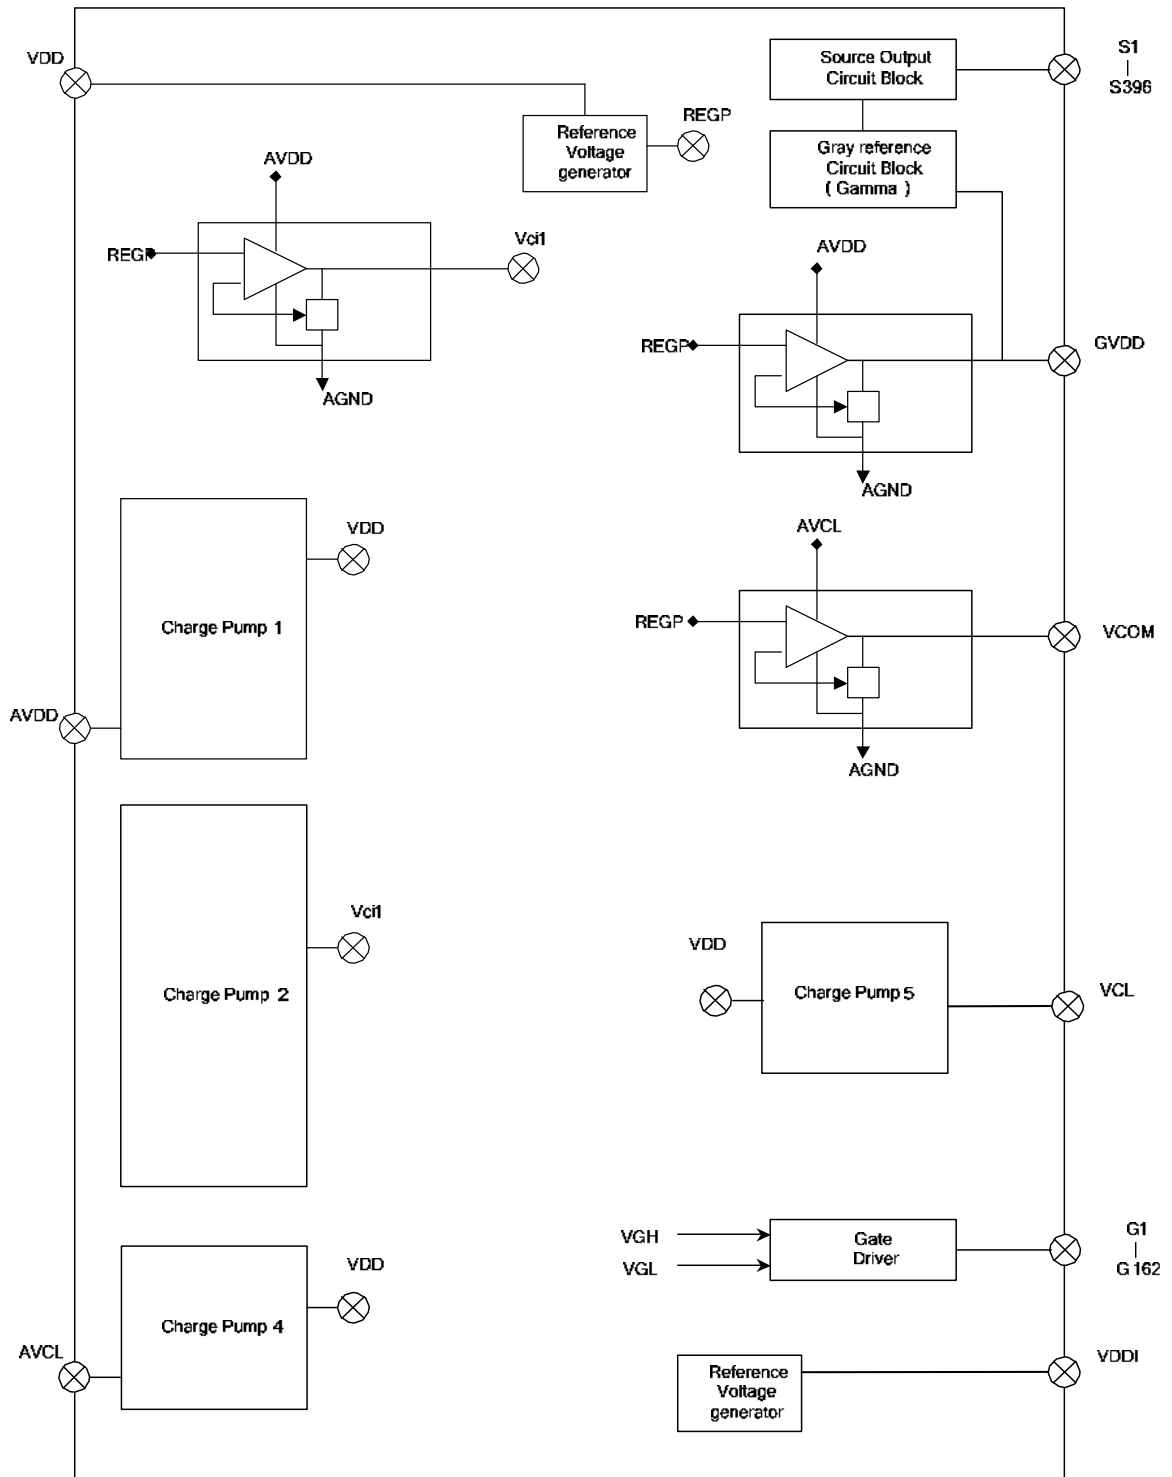 VDD
Source Output
Circuit Block
S1
S396
REGP
Reference
Voltage
generator
Gray reference
Circuit Block
( Gamma )
AVDD
REGP
Vci1
AGND
AVDD
REGP
GVDD
AGND
VDD
Charge Pump 1
AVDD
AVCL
REGP
VCOM
AGND
Vci1
Charge Pump 2
VDD
Charge Pump 5
VCL
VGH
VGL
Gate
Driver
G1
G162
VDD
Charge Pump 4
AVCL
Reference
Voltage
generator
VDDI